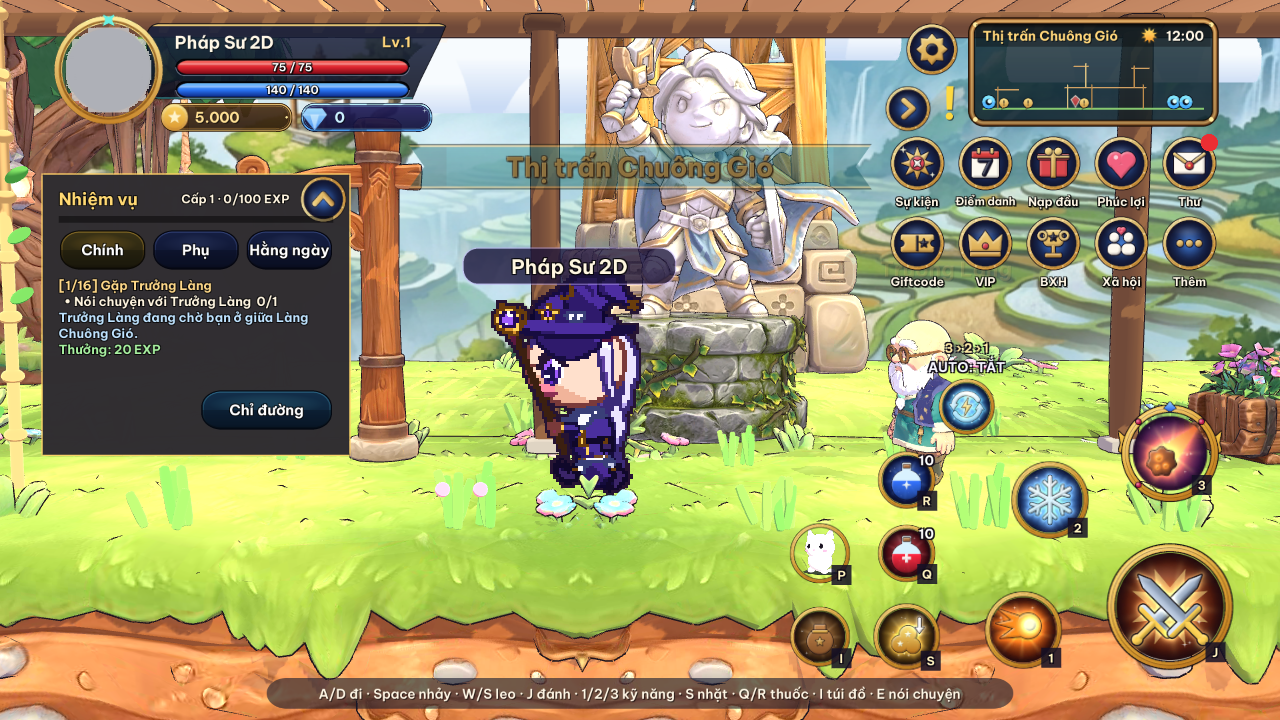 Pháp Sư 2D
Lv.1
75 / 75
140 / 140
5.000
0
Thị trấn Chuông Gió
12:00
Thị trấn Chuông Gió
Sự kiện
7
Điểm danh
Nạp đầu
Phúc lợi
Thư
Giftcode
VIP
BXH
Xã hội
Thêm
Nhiệm vụ
Cấp 1 · 0/100 EXP
Chính
Phụ
Hằng ngày
[1/16] Gặp Trưởng Làng
• Nói chuyện với Trưởng Làng 0/1
Trưởng Làng đang chờ bạn ở giữa Làng
Chuông Gió.
Thưởng: 20 EXP
Chỉ đường
Pháp Sư 2D
3>2>1
AUTO: TẮT
10
R
10
Q
P
I
S
1
2
3
J
A/D đi · Space nhảy · W/S leo · J đánh · 1/2/3 kỹ năng · S nhặt · Q/R thuốc · I túi đồ · E nói chuyện